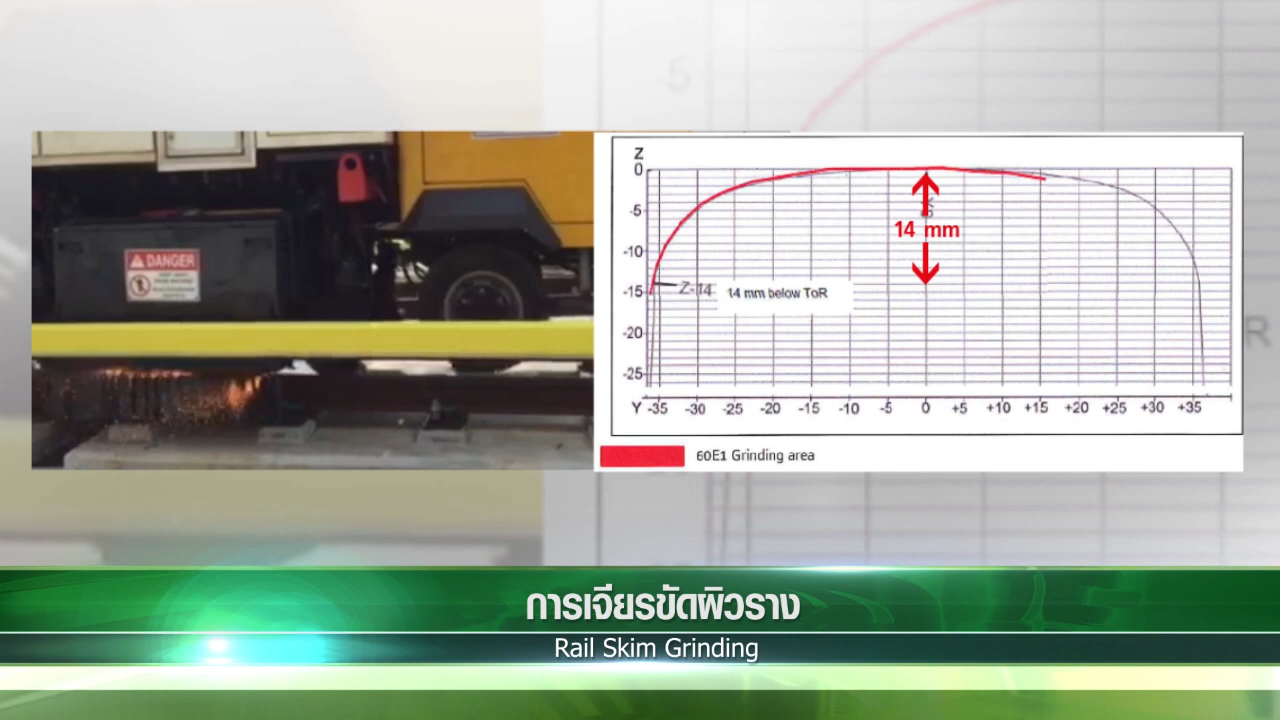 DANGER
Z
0
-5
-10
-15
-20
-25
14 mm
Z-14
14 mm below ToR
Y -35 -30 -25 -20 -15 -10 -5 0 +5 +10 +15 +20 +25 +30 +35
60E1 Grinding area
-5
R
การเจียรขัดผิวราง
Rail Skim Grinding